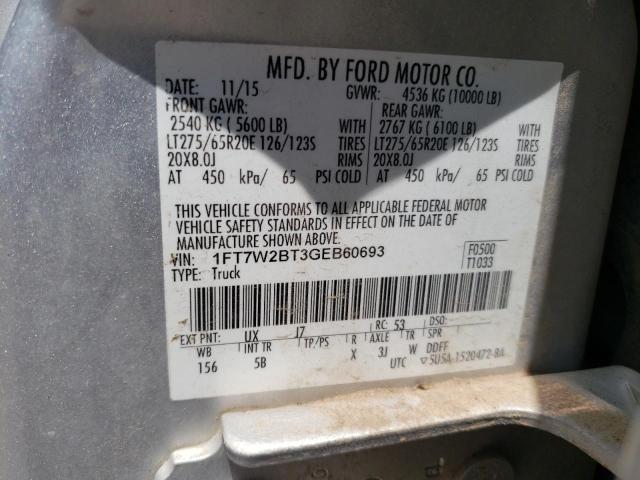 MFD. BY FORD MOTOR CO.
DATE: 11/15 GVWR: 4536 KG (10000 LB)
FRONT GAWR: REAR GAWR:
2540 KG ( 5600 LB) WITH 2767 KG ( 6100 LB) WITH
LT275/65R20E 126/123S TIRES LT275/65R20E 126/123S TIRES
20X8.0J RIMS 20X8.0J RIMS
AT 450 kPa/ 65 PSI COLD AT 450 kPa/ 65 PSI COLD
THIS VEHICLE CONFORMS TO ALL APPLICABLE FEDERAL MOTOR
VEHICLE SAFETY STANDARDS IN EFFECT ON THE DATE OF
MANUFACTURE SHOWN ABOVE.
VIN: 1FT7W2BT3GEB60693 F0500
TYPE: Truck T1033
EXT PNT: UX J7 RC: 53 DSO:
WB INT TR TP/PS R AXLE TR SPR
156 5B X 3J W DDFF
UTC ▽5U5A-1520472-BA